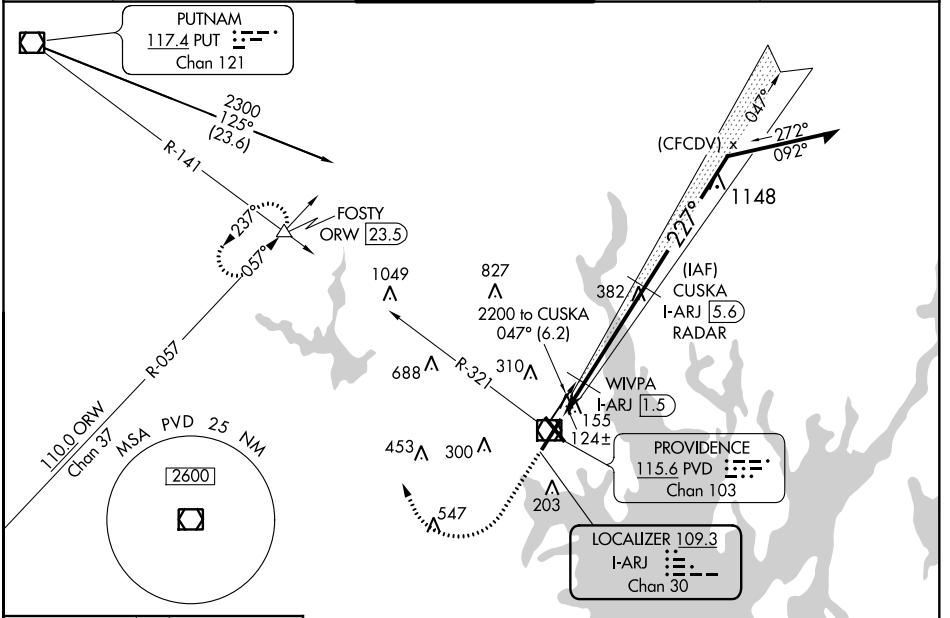 PUTNAM
117.4 PUT
Chan 121
2300
125°
(23.6)
R-141
237°
057°
FOSTY
ORW 23.5
R-057
110.0 ORW
Chan 37
MSA PVD 25 NM
2600
1049
827
688
310
453
300
547
203
R-321
2200 to CUSKA
047° (6.2)
382
(IAF)
CUSKA
I-ARJ 5.6
RADAR
WIVPA
I-ARJ 1.5
155
124±
047°
(CFCDV) x
272°
092°
1148
227°
PROVIDENCE
115.6 PVD
Chan 103
LOCALIZER 109.3
I-ARJ
Chan 30